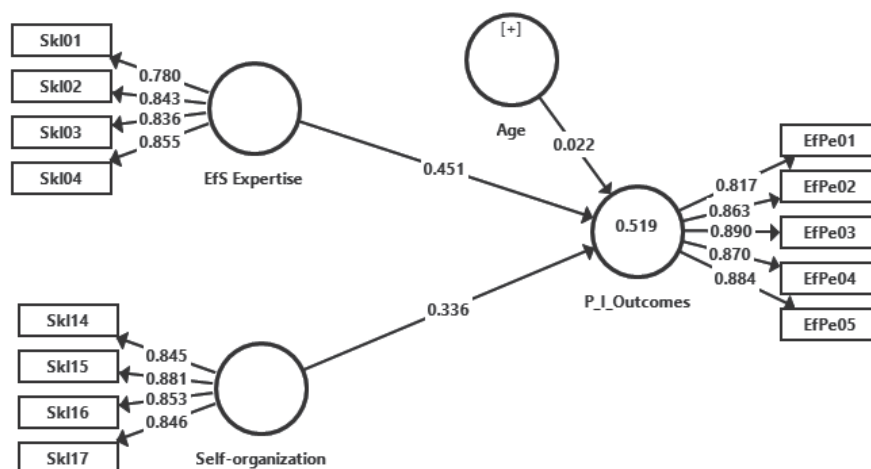 Skl01
Skl02
Skl03
Skl04
0.780
0.843
0.836
0.855
EfS Expertise
[+]
Age
0.022
0.451
0.519
P_I_Outcomes
0.817
0.863
0.890
0.870
0.884
EfPe01
EfPe02
EfPe03
EfPe04
EfPe05
0.336
Skl14
Skl15
Skl16
Skl17
0.845
0.881
0.853
0.846
Self-organization